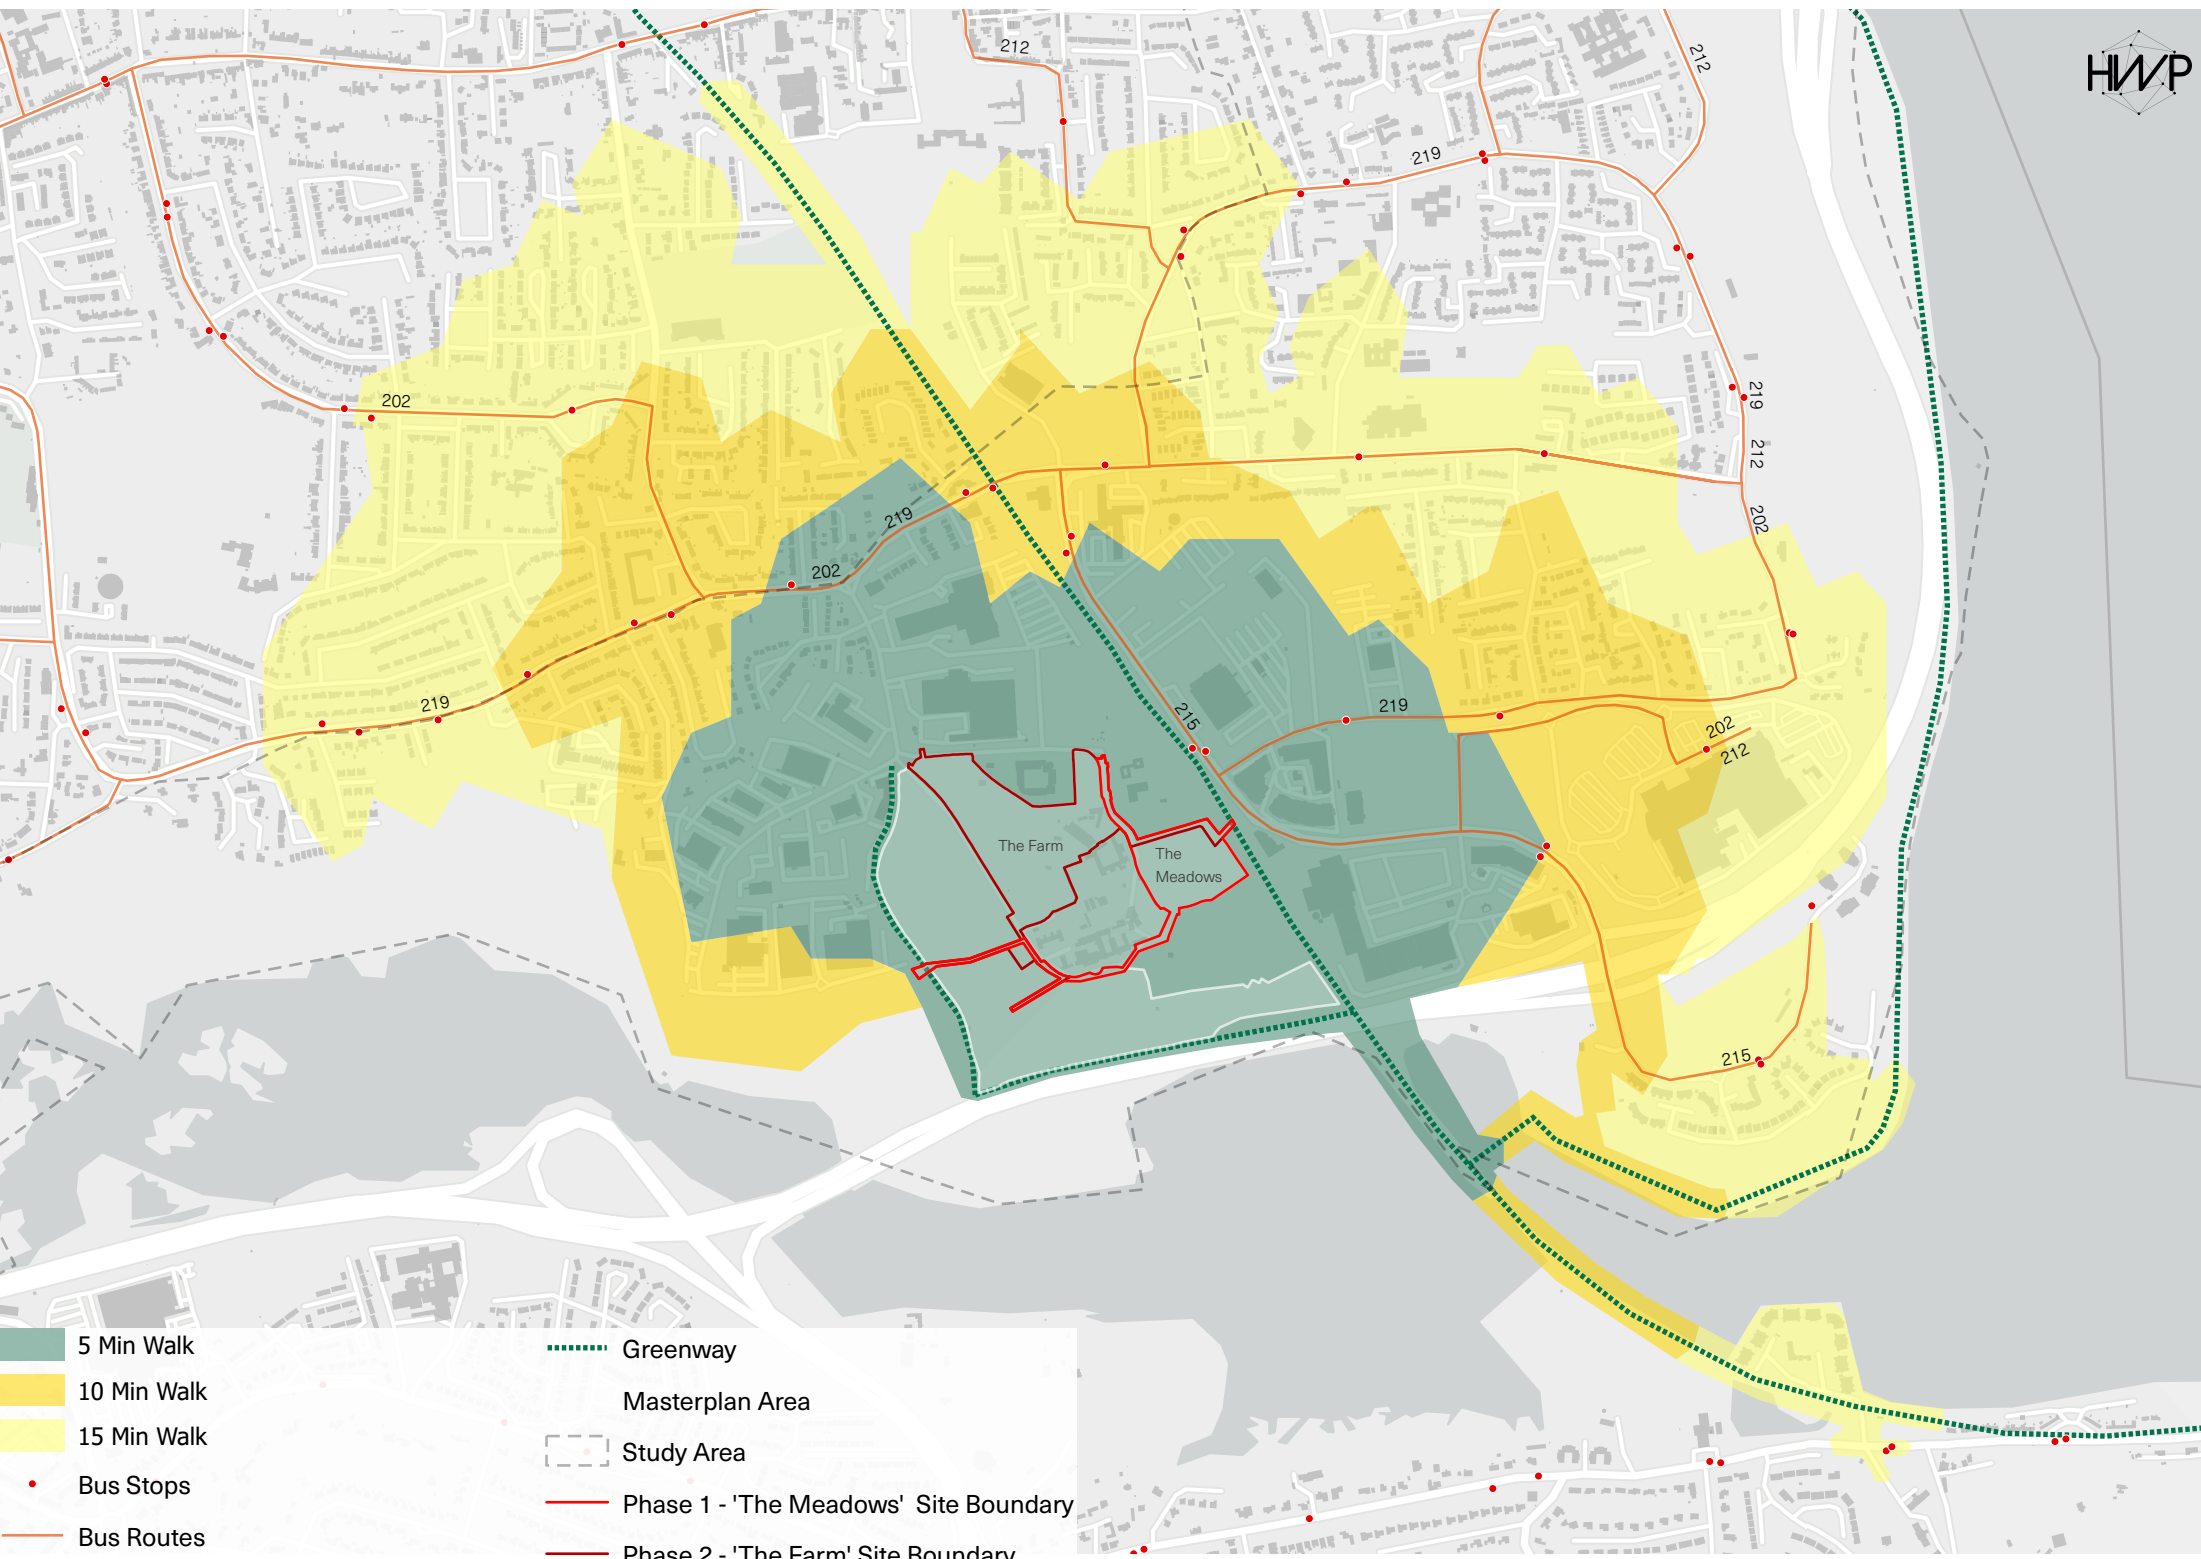 212
212
HWP
219
202
219
212
202
219
202
219
215
219
202
212
The Farm
The
Meadows
215
5 Min Walk
10 Min Walk
15 Min Walk
Bus Stops
Bus Routes
Greenway
Masterplan Area
Study Area
Phase 1 - 'The Meadows' Site Boundary
Phase 2 - 'The Farm' Site Boundary